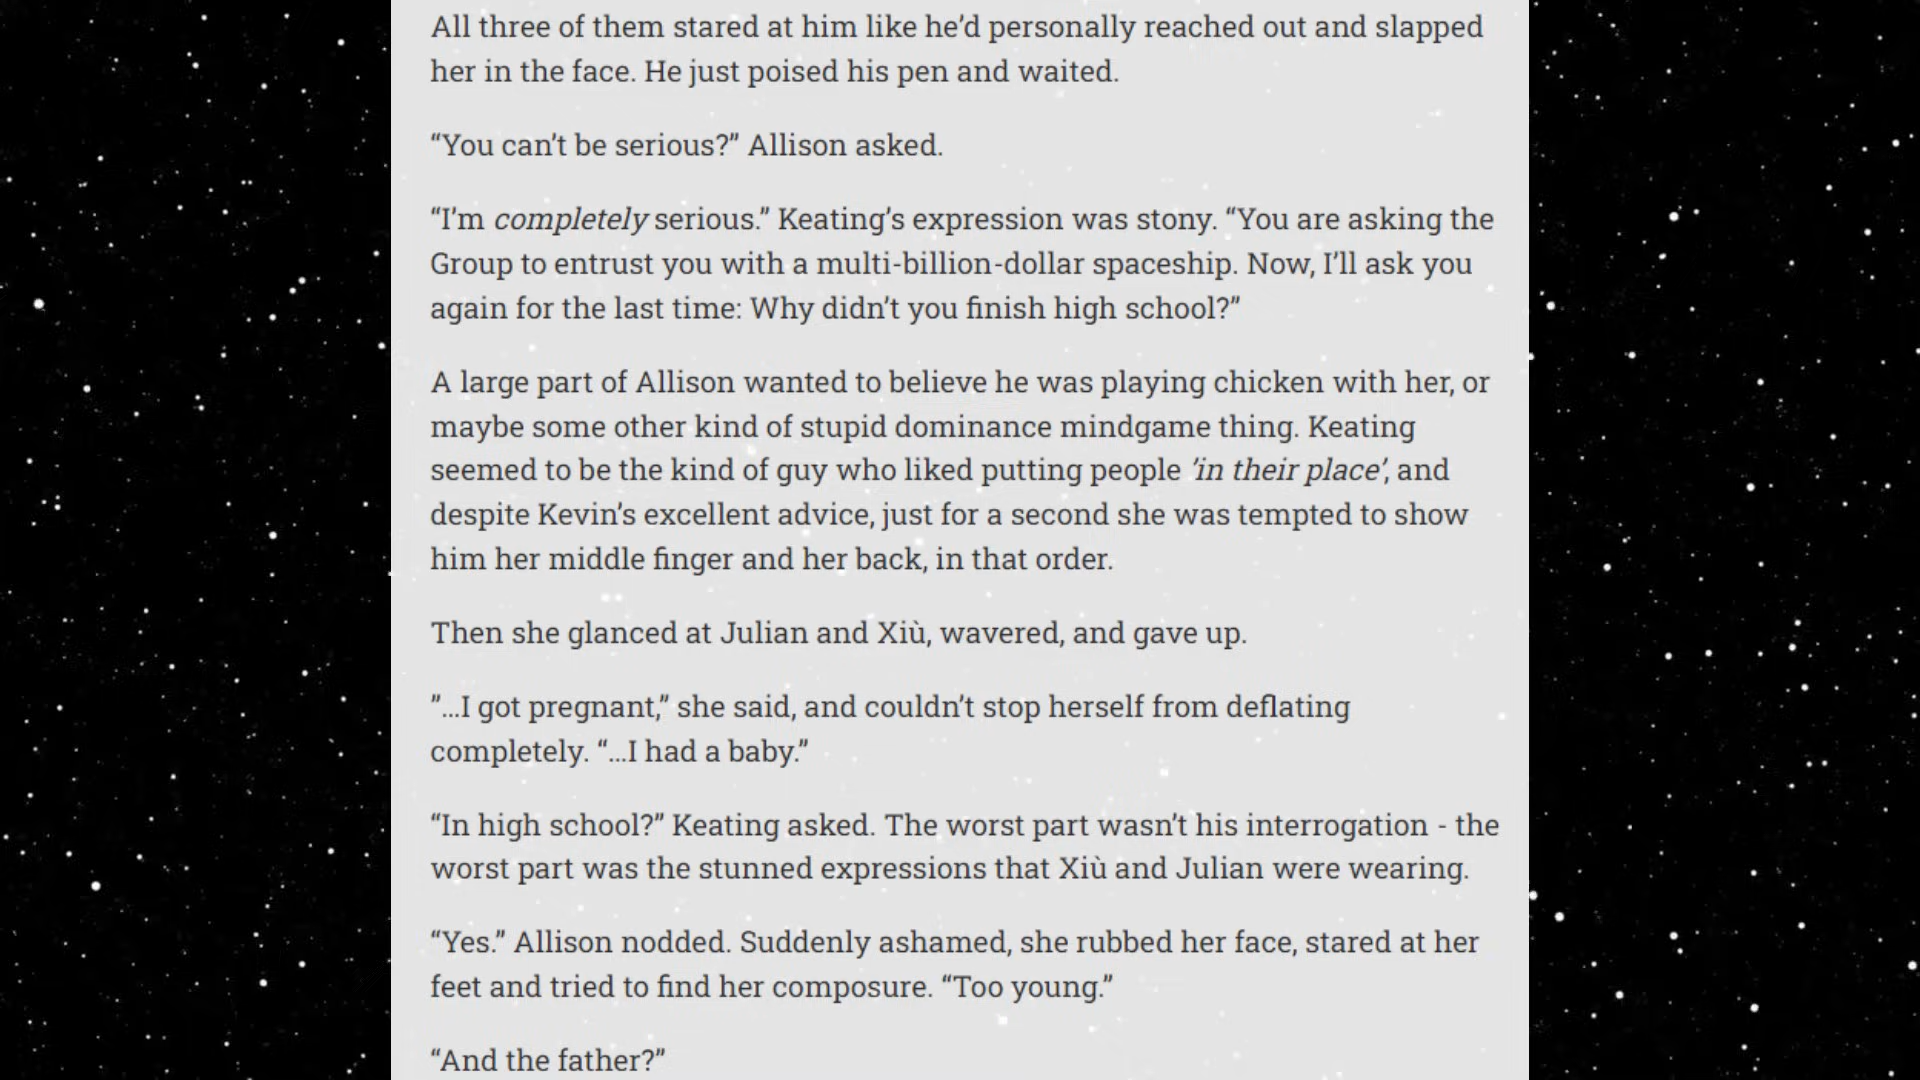 All three of them stared at him like he’d personally reached out and slapped
her in the face. He just poised his pen and waited.
“You can’t be serious?” Allison asked.
“I’m completely serious.” Keating’s expression was stony. “You are asking the
Group to entrust you with a multi-billion-dollar spaceship. Now, I’ll ask you
again for the last time: Why didn’t you finish high school?”
A large part of Allison wanted to believe he was playing chicken with her, or
maybe some other kind of stupid dominance mindgame thing. Keating
seemed to be the kind of guy who liked putting people ’in their place’, and
despite Kevin’s excellent advice, just for a second she was tempted to show
him her middle finger and her back, in that order.
Then she glanced at Julian and Xiù, wavered, and gave up.
”…I got pregnant,” she said, and couldn’t stop herself from deflating
completely. “…I had a baby.”
“In high school?” Keating asked. The worst part wasn’t his interrogation - the
worst part was the stunned expressions that Xiù and Julian were wearing.
“Yes.” Allison nodded. Suddenly ashamed, she rubbed her face, stared at her
feet and tried to find her composure. “Too young.”
“And the father?”